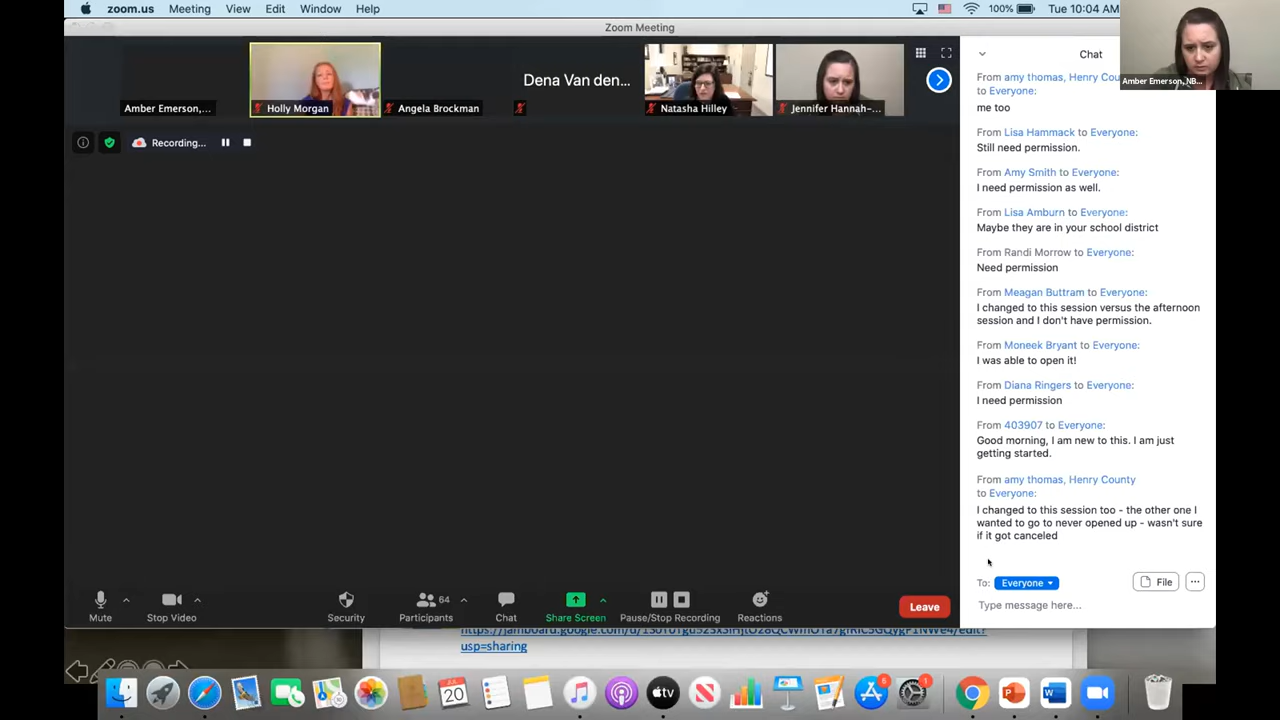 zoom.us Meeting View Edit Window Help
100% Tue 10:04 AM
Zoom Meeting
Amber Emerson,...
Holly Morgan
Angela Brockman
Dena Van den...
Natasha Hilley
Jennifer Hannah-...
Amber Emerson, NB...
Recording...
Chat
From amy thomas, Henry Cou
to Everyone:
me too
From Lisa Hammack to Everyone:
Still need permission.
From Amy Smith to Everyone:
I need permission as well.
From Lisa Amburn to Everyone:
Maybe they are in your school district
From Randi Morrow to Everyone:
Need permission
From Meagan Buttram to Everyone:
I changed to this session versus the afternoon
session and I don't have permission.
From Moneek Bryant to Everyone:
I was able to open it!
From Diana Ringers to Everyone:
I need permission
From 403907 to Everyone:
Good morning, I am new to this. I am just
getting started.
From amy thomas, Henry County
to Everyone:
I changed to this session too - the other one I
wanted to go to never opened up - wasn't sure
if it got canceled
To: Everyone
File
Type message here...
Mute
Stop Video
Security
64
Participants
Chat
Share Screen
Pause/Stop Recording
Reactions
Leave
usp=sharing
20
tv
6
1